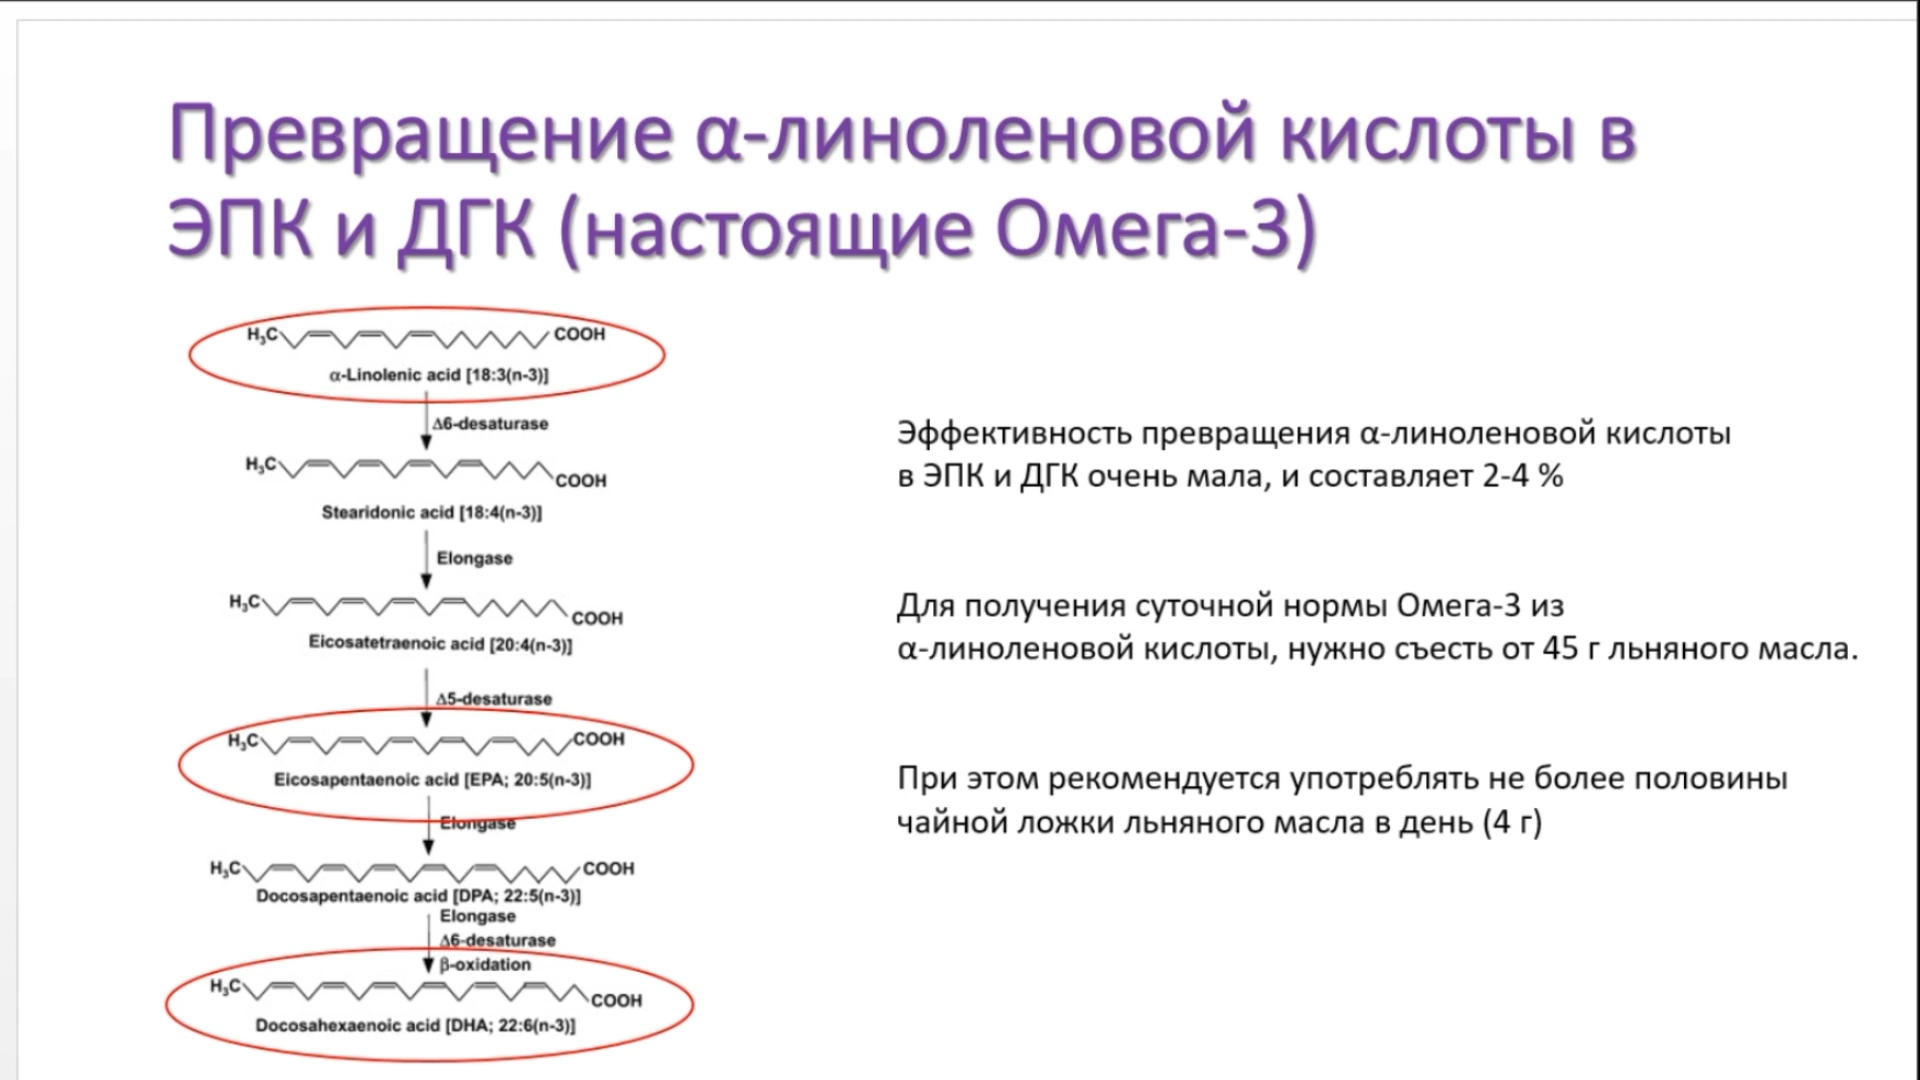 Превращение α-линоленовой кислоты в
ЭПК и ДГК (настоящие Омега-3)
H₃C COOH
α-Linolenic acid [18:3(n-3)]
Δ6-desaturase
H₃C COOH
Stearidonic acid [18:4(n-3)]
Elongase
H₃C COOH
Eicosatetraenoic acid [20:4(n-3)]
Δ5-desaturase
H₃C COOH
Eicosapentaenoic acid [EPA; 20:5(n-3)]
Elongase
H₃C COOH
Docosapentaenoic acid [DPA; 22:5(n-3)]
Elongase
Δ6-desaturase
β-oxidation
H₃C COOH
Docosahexaenoic acid [DHA; 22:6(n-3)]
Эффективность превращения α-линоленовой кислоты
в ЭПК и ДГК очень мала, и составляет 2-4 %
Для получения суточной нормы Омега-3 из
α-линоленовой кислоты, нужно съесть от 45 г льняного масла.
При этом рекомендуется употреблять не более половины
чайной ложки льняного масла в день (4 г)